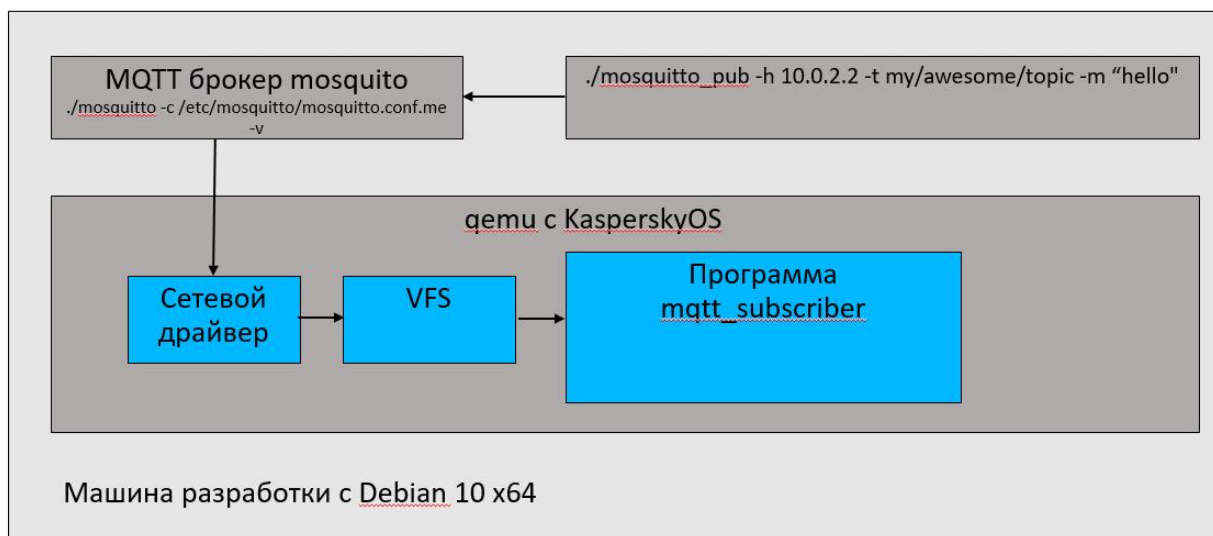 MQTT брокер mosquito
./mosquitto -c /etc/mosquitto/mosquitto.conf.me
-v
./mosquitto_pub -h 10.0.2.2 -t my/awesome/topic -m “hello"
qemu с KasperskyOS
Сетевой
драйвер
VFS
Программа
mqtt_subscriber
Машина разработки с Debian 10 x64